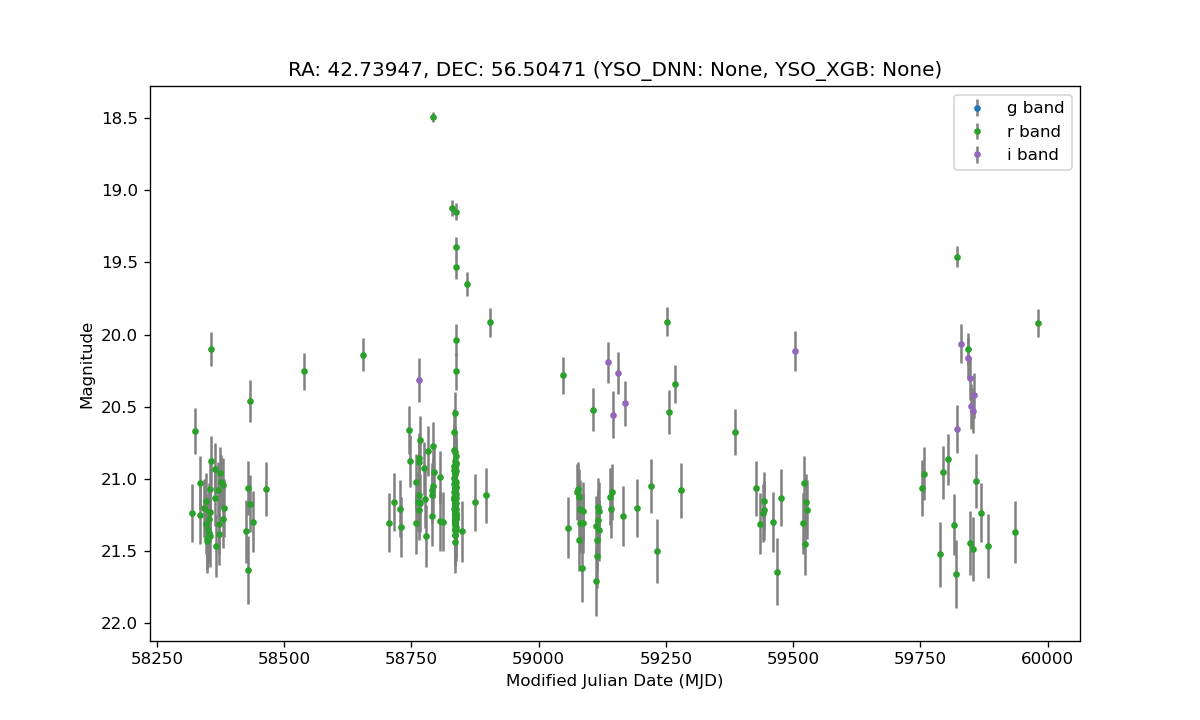 RA: 42.73947, DEC: 56.50471 (YSO_DNN: None, YSO_XGB: None)
g band
r band
i band
18.5
19.0
19.5
20.0
20.5
21.0
21.5
22.0
Magnitude
58250 58500 58750 59000 59250 59500 59750 60000
Modified Julian Date (MJD)